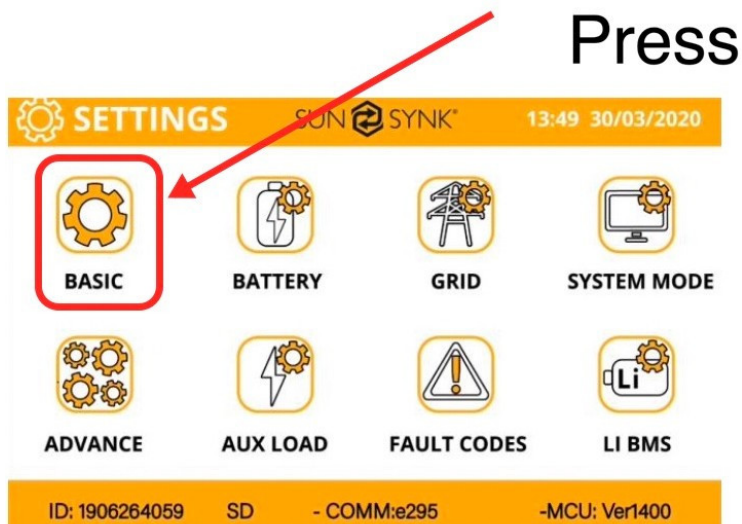 Press
SETTINGS SUN SYNK® 13:49 30/03/2020
BASIC BATTERY GRID SYSTEM MODE
Li
ADVANCE AUX LOAD FAULT CODES LI BMS
ID: 1906264059 SD - COMM:e295 -MCU: Ver1400